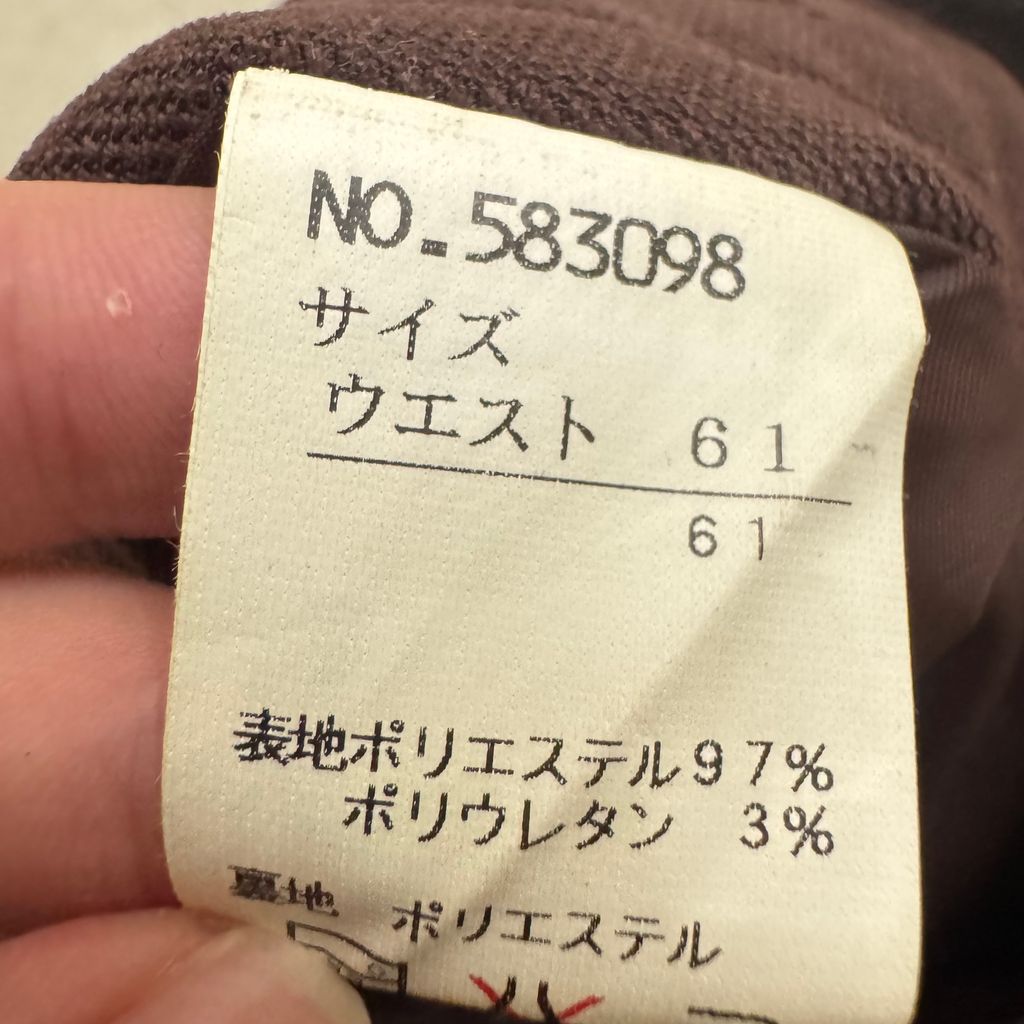 NO.583098
サイズ
ウエスト 61
61
表地ポリエステル97%
ポリウレタン 3%
裏地 ポリエステル